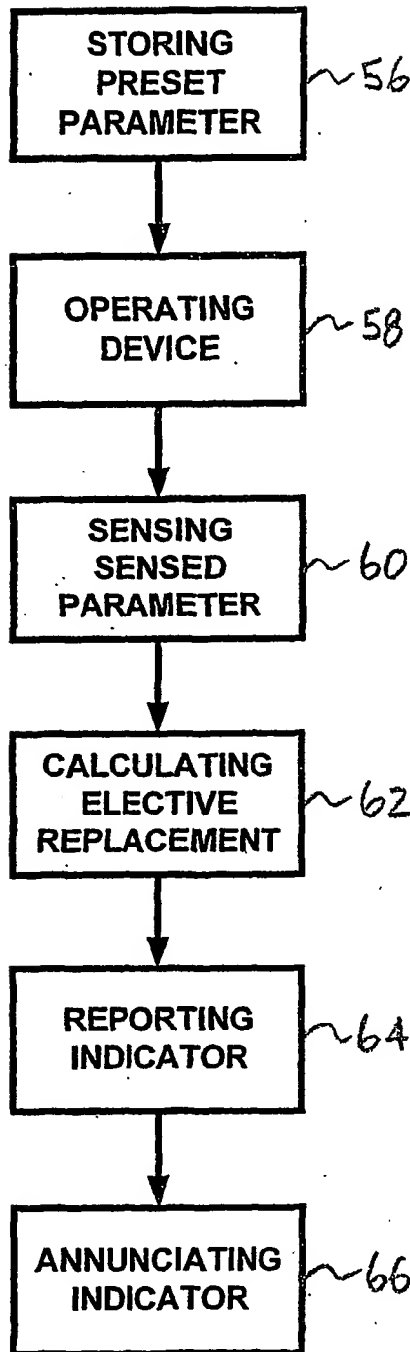 STORING
PRESET
PARAMETER
56
OPERATING
DEVICE
58
SENSING
SENSED
PARAMETER
60
CALCULATING
ELECTIVE
REPLACEMENT
62
REPORTING
INDICATOR
64
ANNUNCIATING
INDICATOR
66